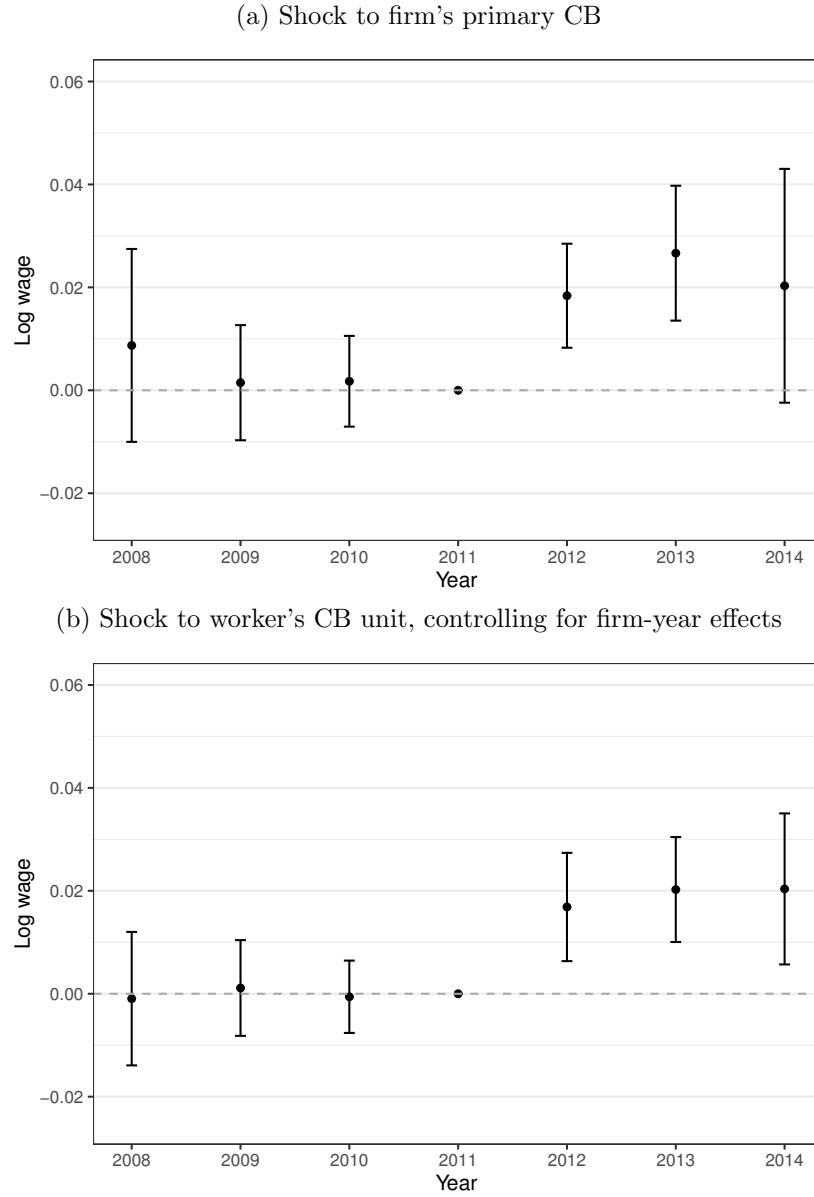 (a) Shock to firm's primary CB
0.06
0.04
0.02
0.00
−0.02
Log wage
2008 2009 2010 2011 2012 2013 2014
Year
(b) Shock to worker's CB unit, controlling for firm-year effects
0.06
0.04
0.02
0.00
−0.02
Log wage
2008 2009 2010 2011 2012 2013 2014
Year